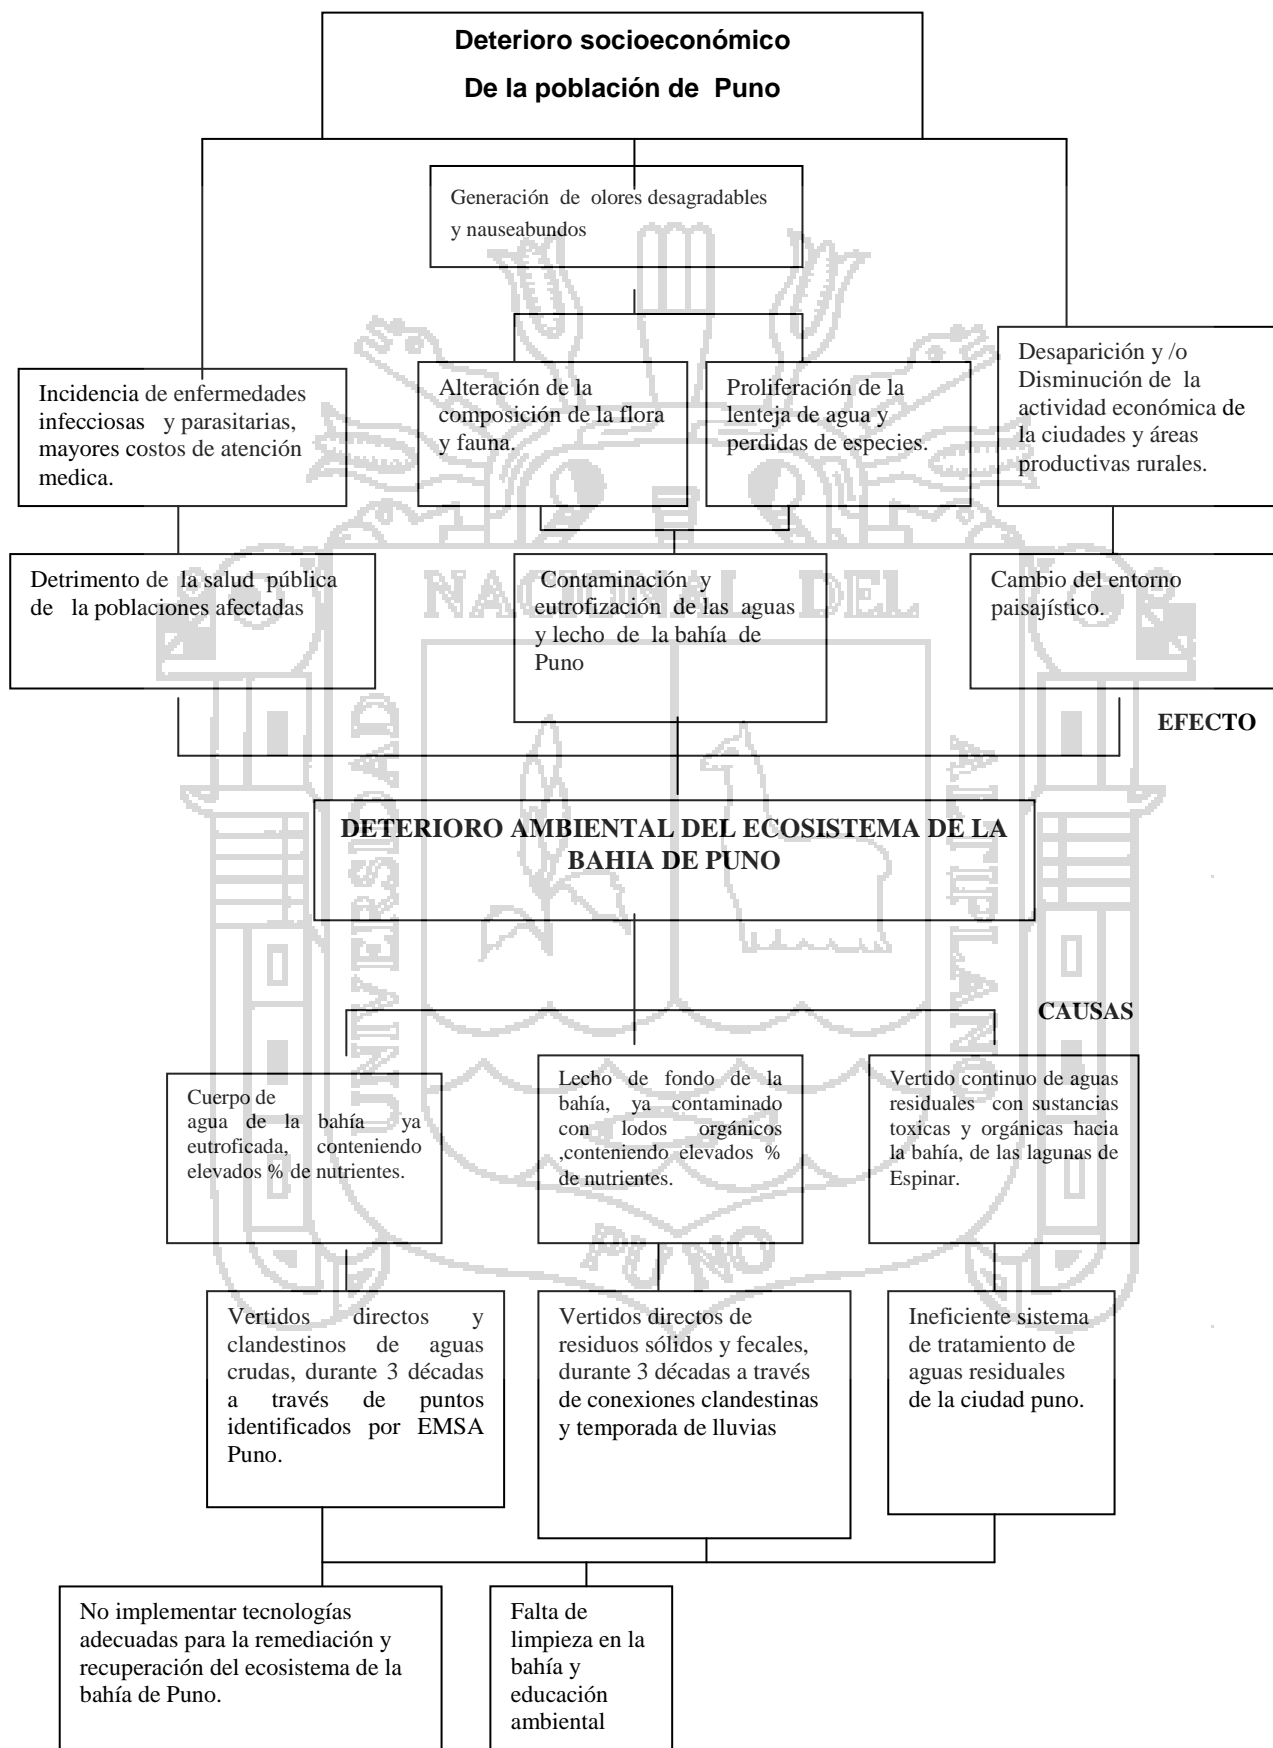 Deterioro socioeconómico
De la población de Puno
Generación de olores desagradables
y nauseabundos
Incidencia de enfermedades
infecciosas y parasitarias,
mayores costos de atención
medica.
Alteración de la
composición de la flora
y fauna.
Proliferación de la
lenteja de agua y
perdidas de especies.
Desaparición y /o
Disminución de la
actividad económica de
la ciudades y áreas
productivas rurales.
Detrimento de la salud pública
de la poblaciones afectadas
Contaminación y
eutrofización de las aguas
y lecho de la bahía de
Puno
Cambio del entorno
paisajístico.
EFECTO
DETERIORO AMBIENTAL DEL ECOSISTEMA DE LA
BAHIA DE PUNO
CAUSAS
Cuerpo de
agua de la bahía ya
eutroficada, conteniendo
elevados % de nutrientes.
Lecho de fondo de la
bahía, ya contaminado
con lodos orgánicos
,conteniendo elevados %
de nutrientes.
Vertido continuo de aguas
residuales con sustancias
toxicas y orgánicas hacia
la bahía, de las lagunas de
Espinar.
Vertidos directos y
clandestinos de aguas
crudas, durante 3 décadas
a través de puntos
identificados por EMSA
Puno.
Vertidos directos de
residuos sólidos y fecales,
durante 3 décadas a través
de conexiones clandestinas
y temporada de lluvias
Ineficiente sistema
de tratamiento de
aguas residuales
de la ciudad puno.
No implementar tecnologías
adecuadas para la remediación y
recuperación del ecosistema de la
bahía de Puno.
Falta de
limpieza en la
bahía y
educación
ambiental
UNIVERSIDAD
NACIONAL DEL
ALTIPLANO
PUNO